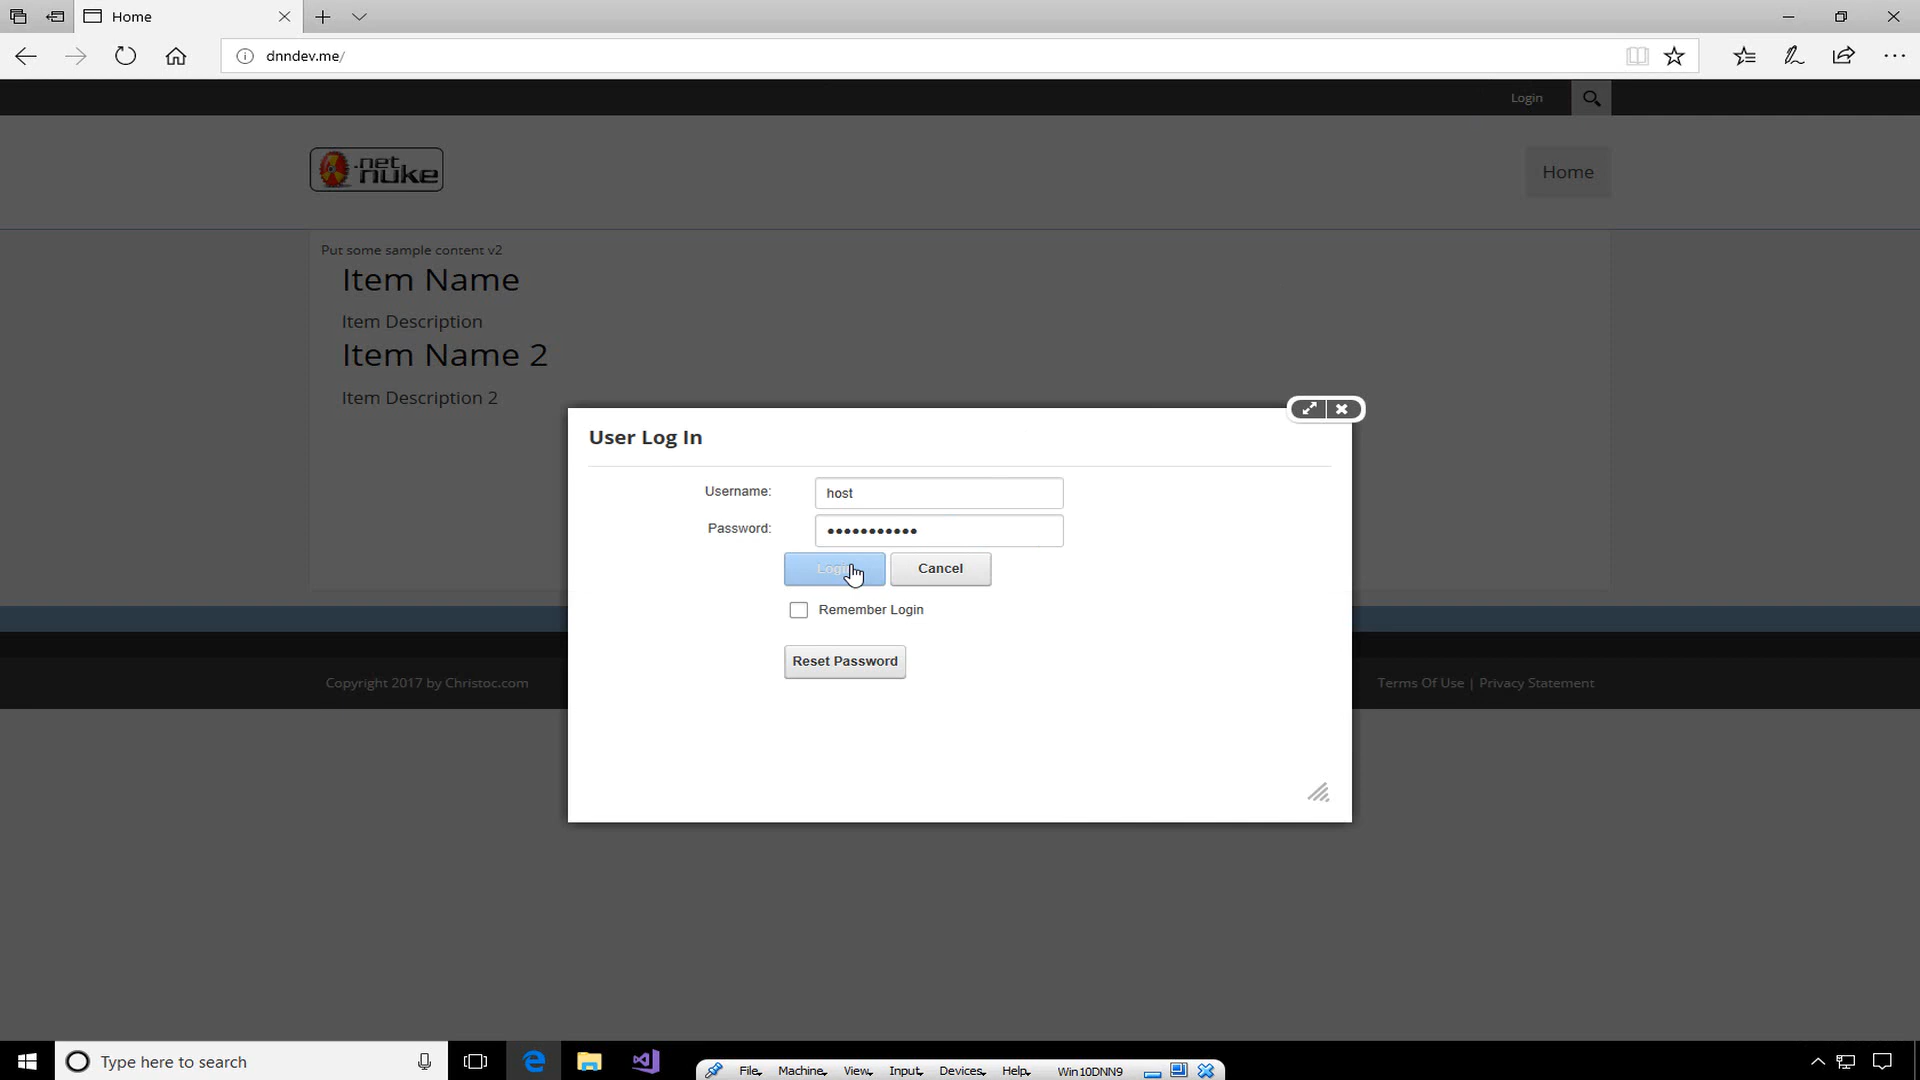 Home
dnndev.me/
Login
.net
nuke
Home
Put some sample content v2
Item Name
Item Description
Item Name 2
Item Description 2
User Log In
Username:
host
Password:
Login
Cancel
Remember Login
Reset Password
Copyright 2017 by Christoc.com
Terms Of Use | Privacy Statement
Type here to search
File
Machine
View
Input
Devices
Help
Win10DNN9